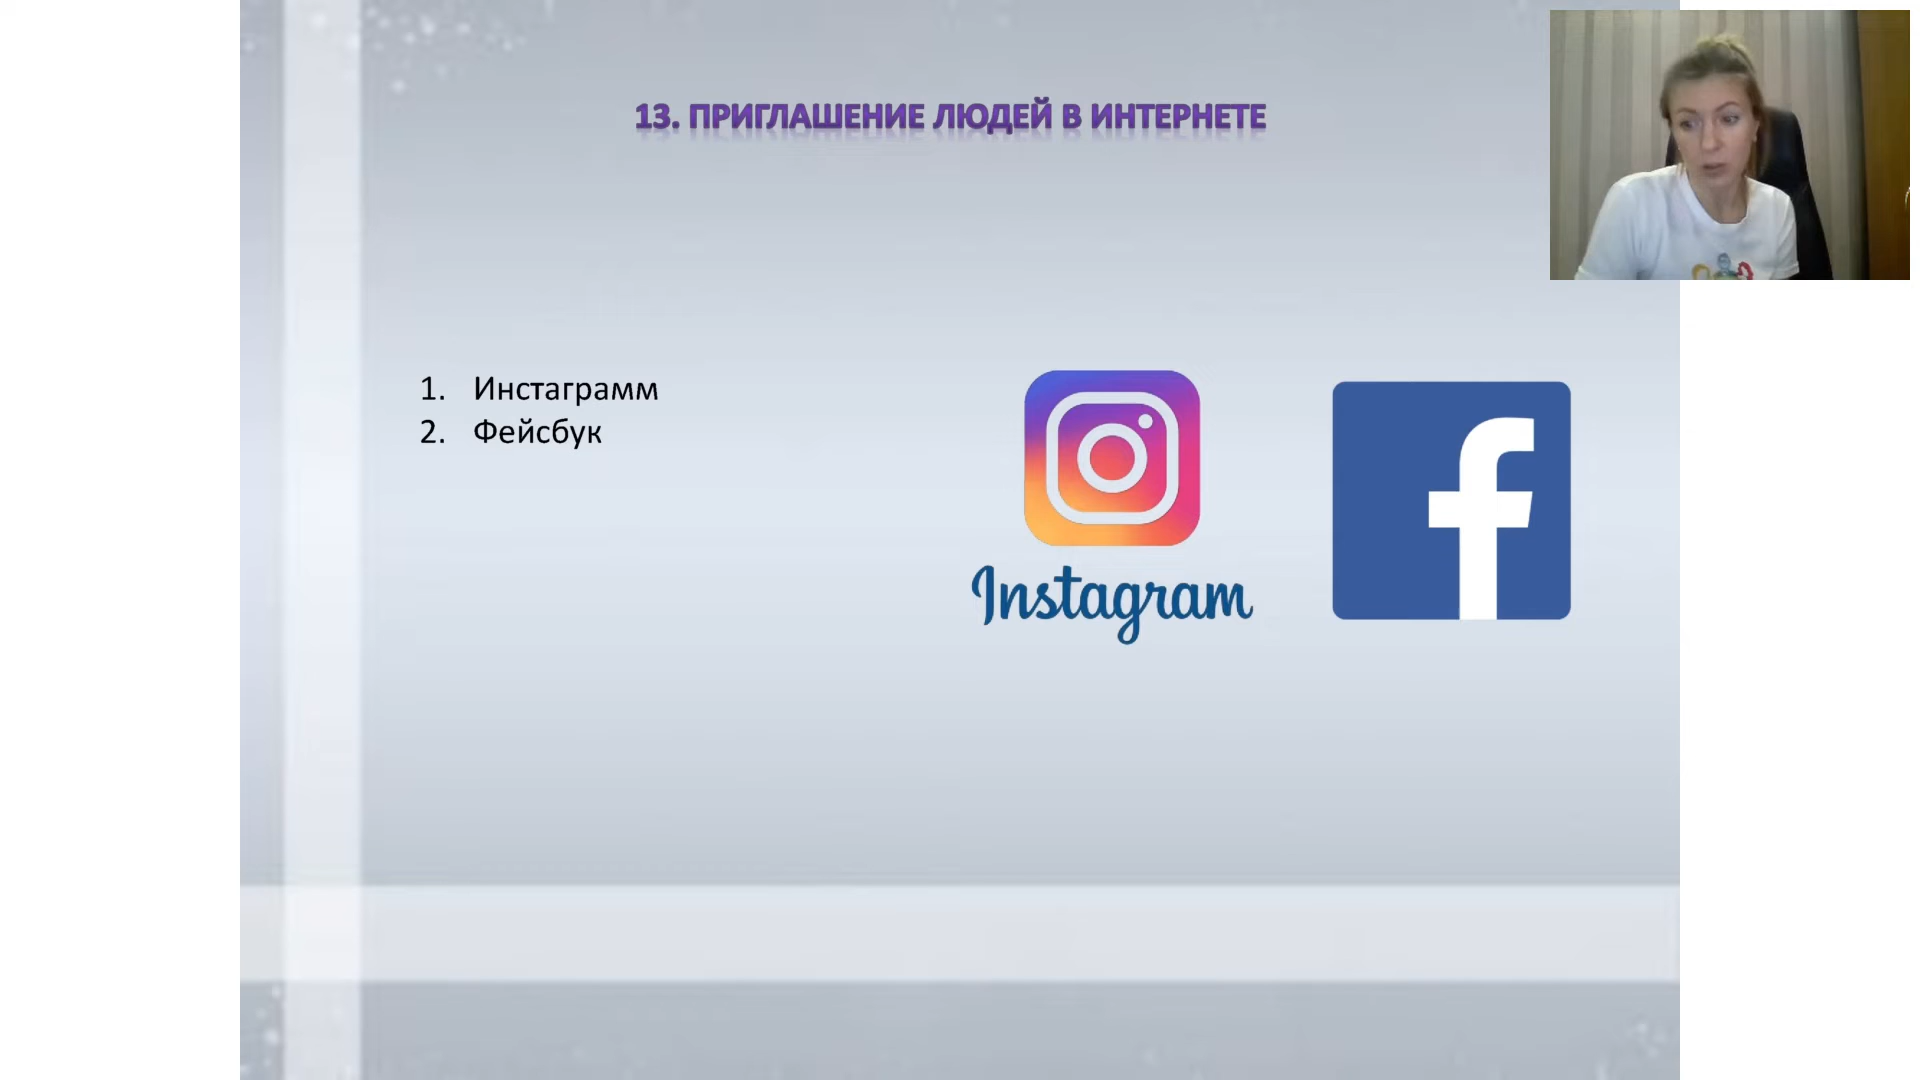 13. ПРИГЛАШЕНИЕ ЛЮДЕЙ В ИНТЕРНЕТЕ
1. Инстаграмм
2. Фейсбук
Instagram